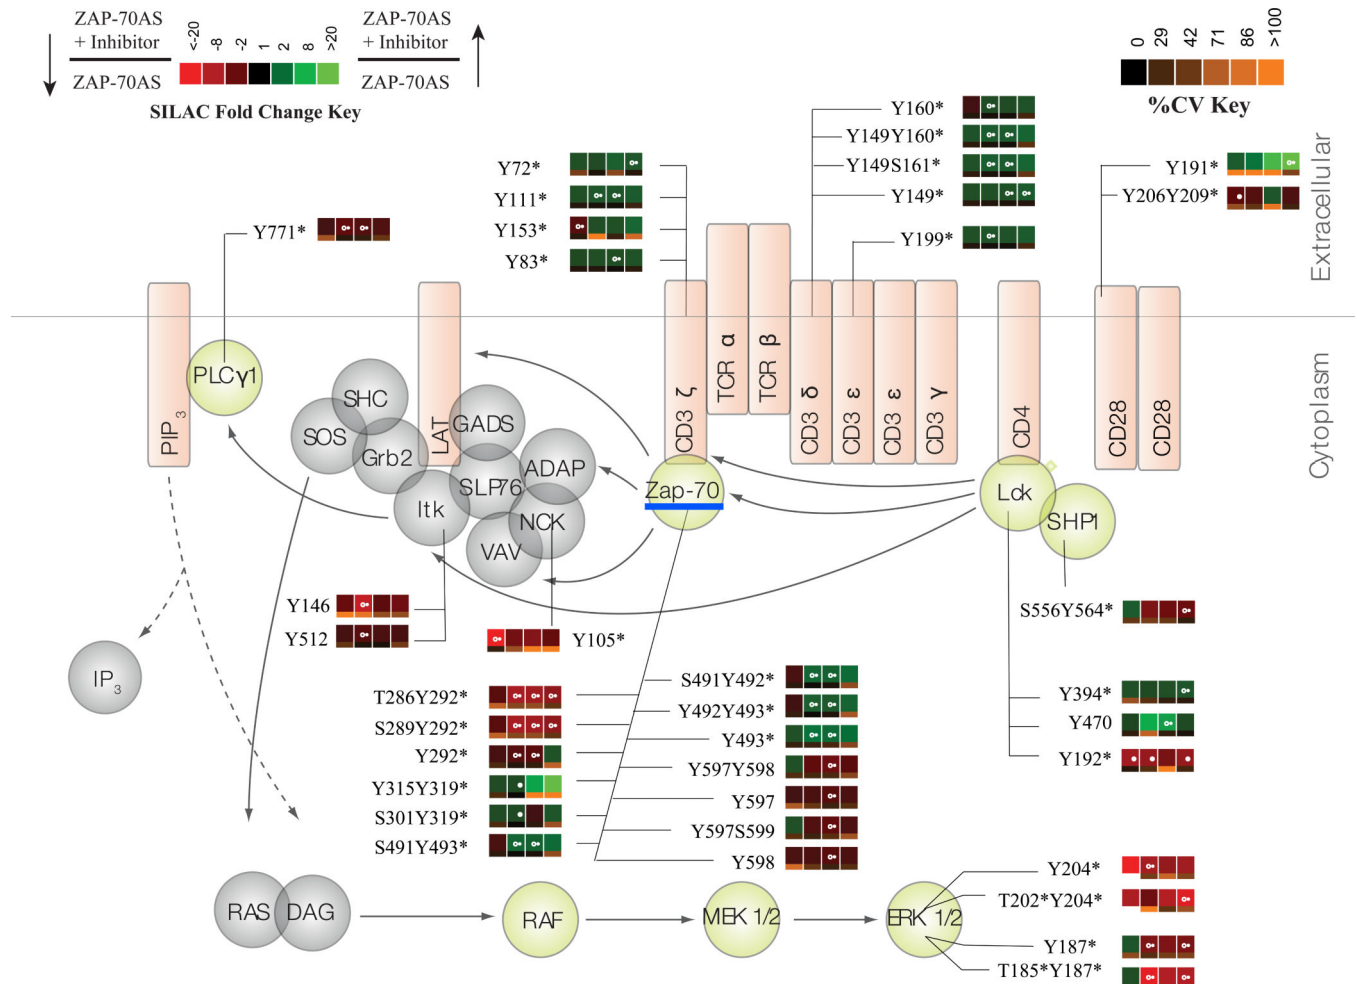 ZAP-70AS
+ Inhibitor
ZAP-70AS
<-20
-8
-2
1
2
8
>20
ZAP-70AS
+ Inhibitor
ZAP-70AS
SILAC Fold Change Key
0
29
42
71
86
>100
%CV Key
Extracellular
Cytoplasm
Y771*
Y72*
Y111*
Y153*
Y83*
Y160*
Y149Y160*
Y149S161*
Y149*
Y199*
Y191*
Y206Y209*
PIP3
PLCγ1
SHC
SOS
Grb2
LAT
GADS
SLP76
ADAP
NCK
VAV
Itk
CD3 ζ
TCR α
TCR β
CD3 δ
CD3 ε
CD3 ε
CD3 γ
CD4
CD28
CD28
Zap-70
Lck
SHP1
IP3
Y146
Y512
Y105*
S556Y564*
Y394*
Y470
Y192*
T286Y292*
S289Y292*
Y292*
Y315Y319*
S301Y319*
S491Y493*
S491Y492*
Y492Y493*
Y493*
Y597Y598
Y597
Y597S599
Y598
RAS
DAG
RAF
MEK 1/2
ERK 1/2
Y204*
T202*Y204*
Y187*
T185*Y187*